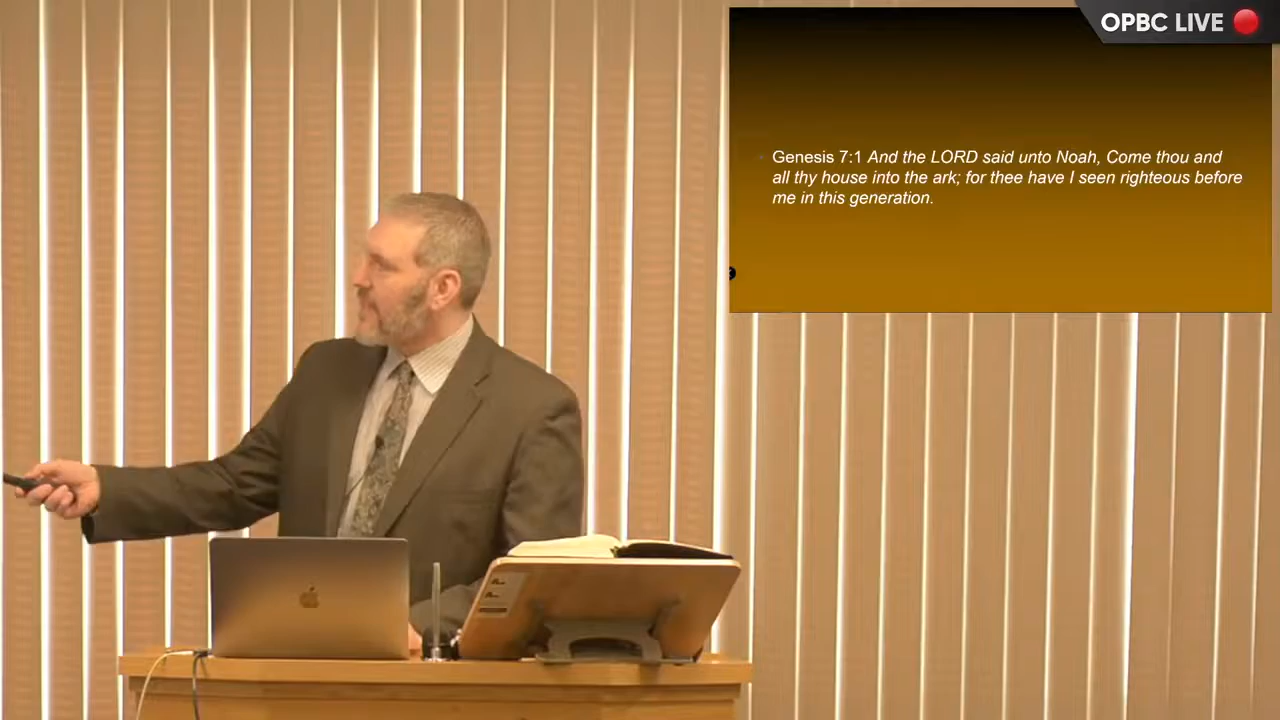 OPBC LIVE
Genesis 7:1 And the LORD said unto Noah, Come thou and
all thy house into the ark; for thee have I seen righteous before
me in this generation.